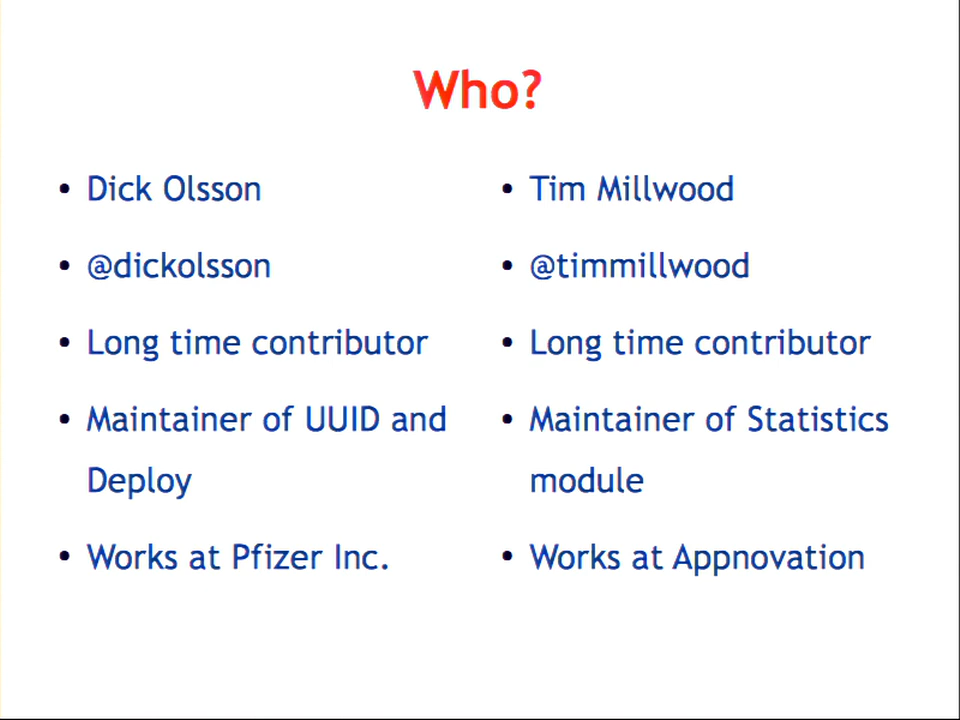 Who?
• Dick Olsson
• @dickolsson
• Long time contributor
• Maintainer of UUID and
Deploy
• Works at Pfizer Inc.
• Tim Millwood
• @timmillwood
• Long time contributor
• Maintainer of Statistics
module
• Works at Appnovation